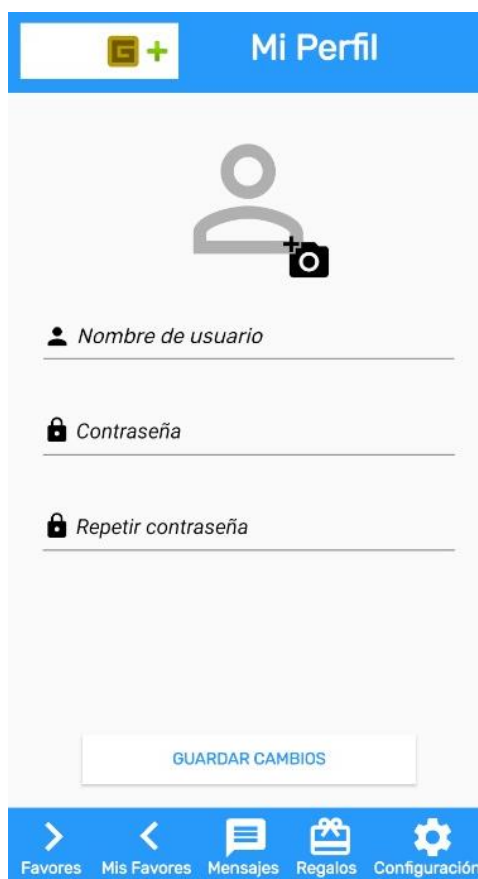 G+
Mi Perfil
Nombre de usuario
Contraseña
Repetir contraseña
GUARDAR CAMBIOS
Favores Mis Favores Mensajes Regalos Configuración